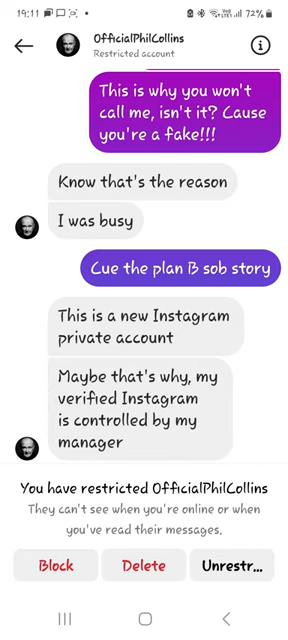 19:11
72%
OfficialPhilCollins
Restricted account
This is why you won't
call me, isn't it? Cause
you're a fake!!!
Know that's the reason
I was busy
Cue the plan B sob story
This is a new Instagram
private account
Maybe that's why, my
verified Instagram
is controlled by my
manager
You have restricted OfficialPhilCollins
They can't see when you're online or when
you've read their messages.
Block Delete Unrestr...